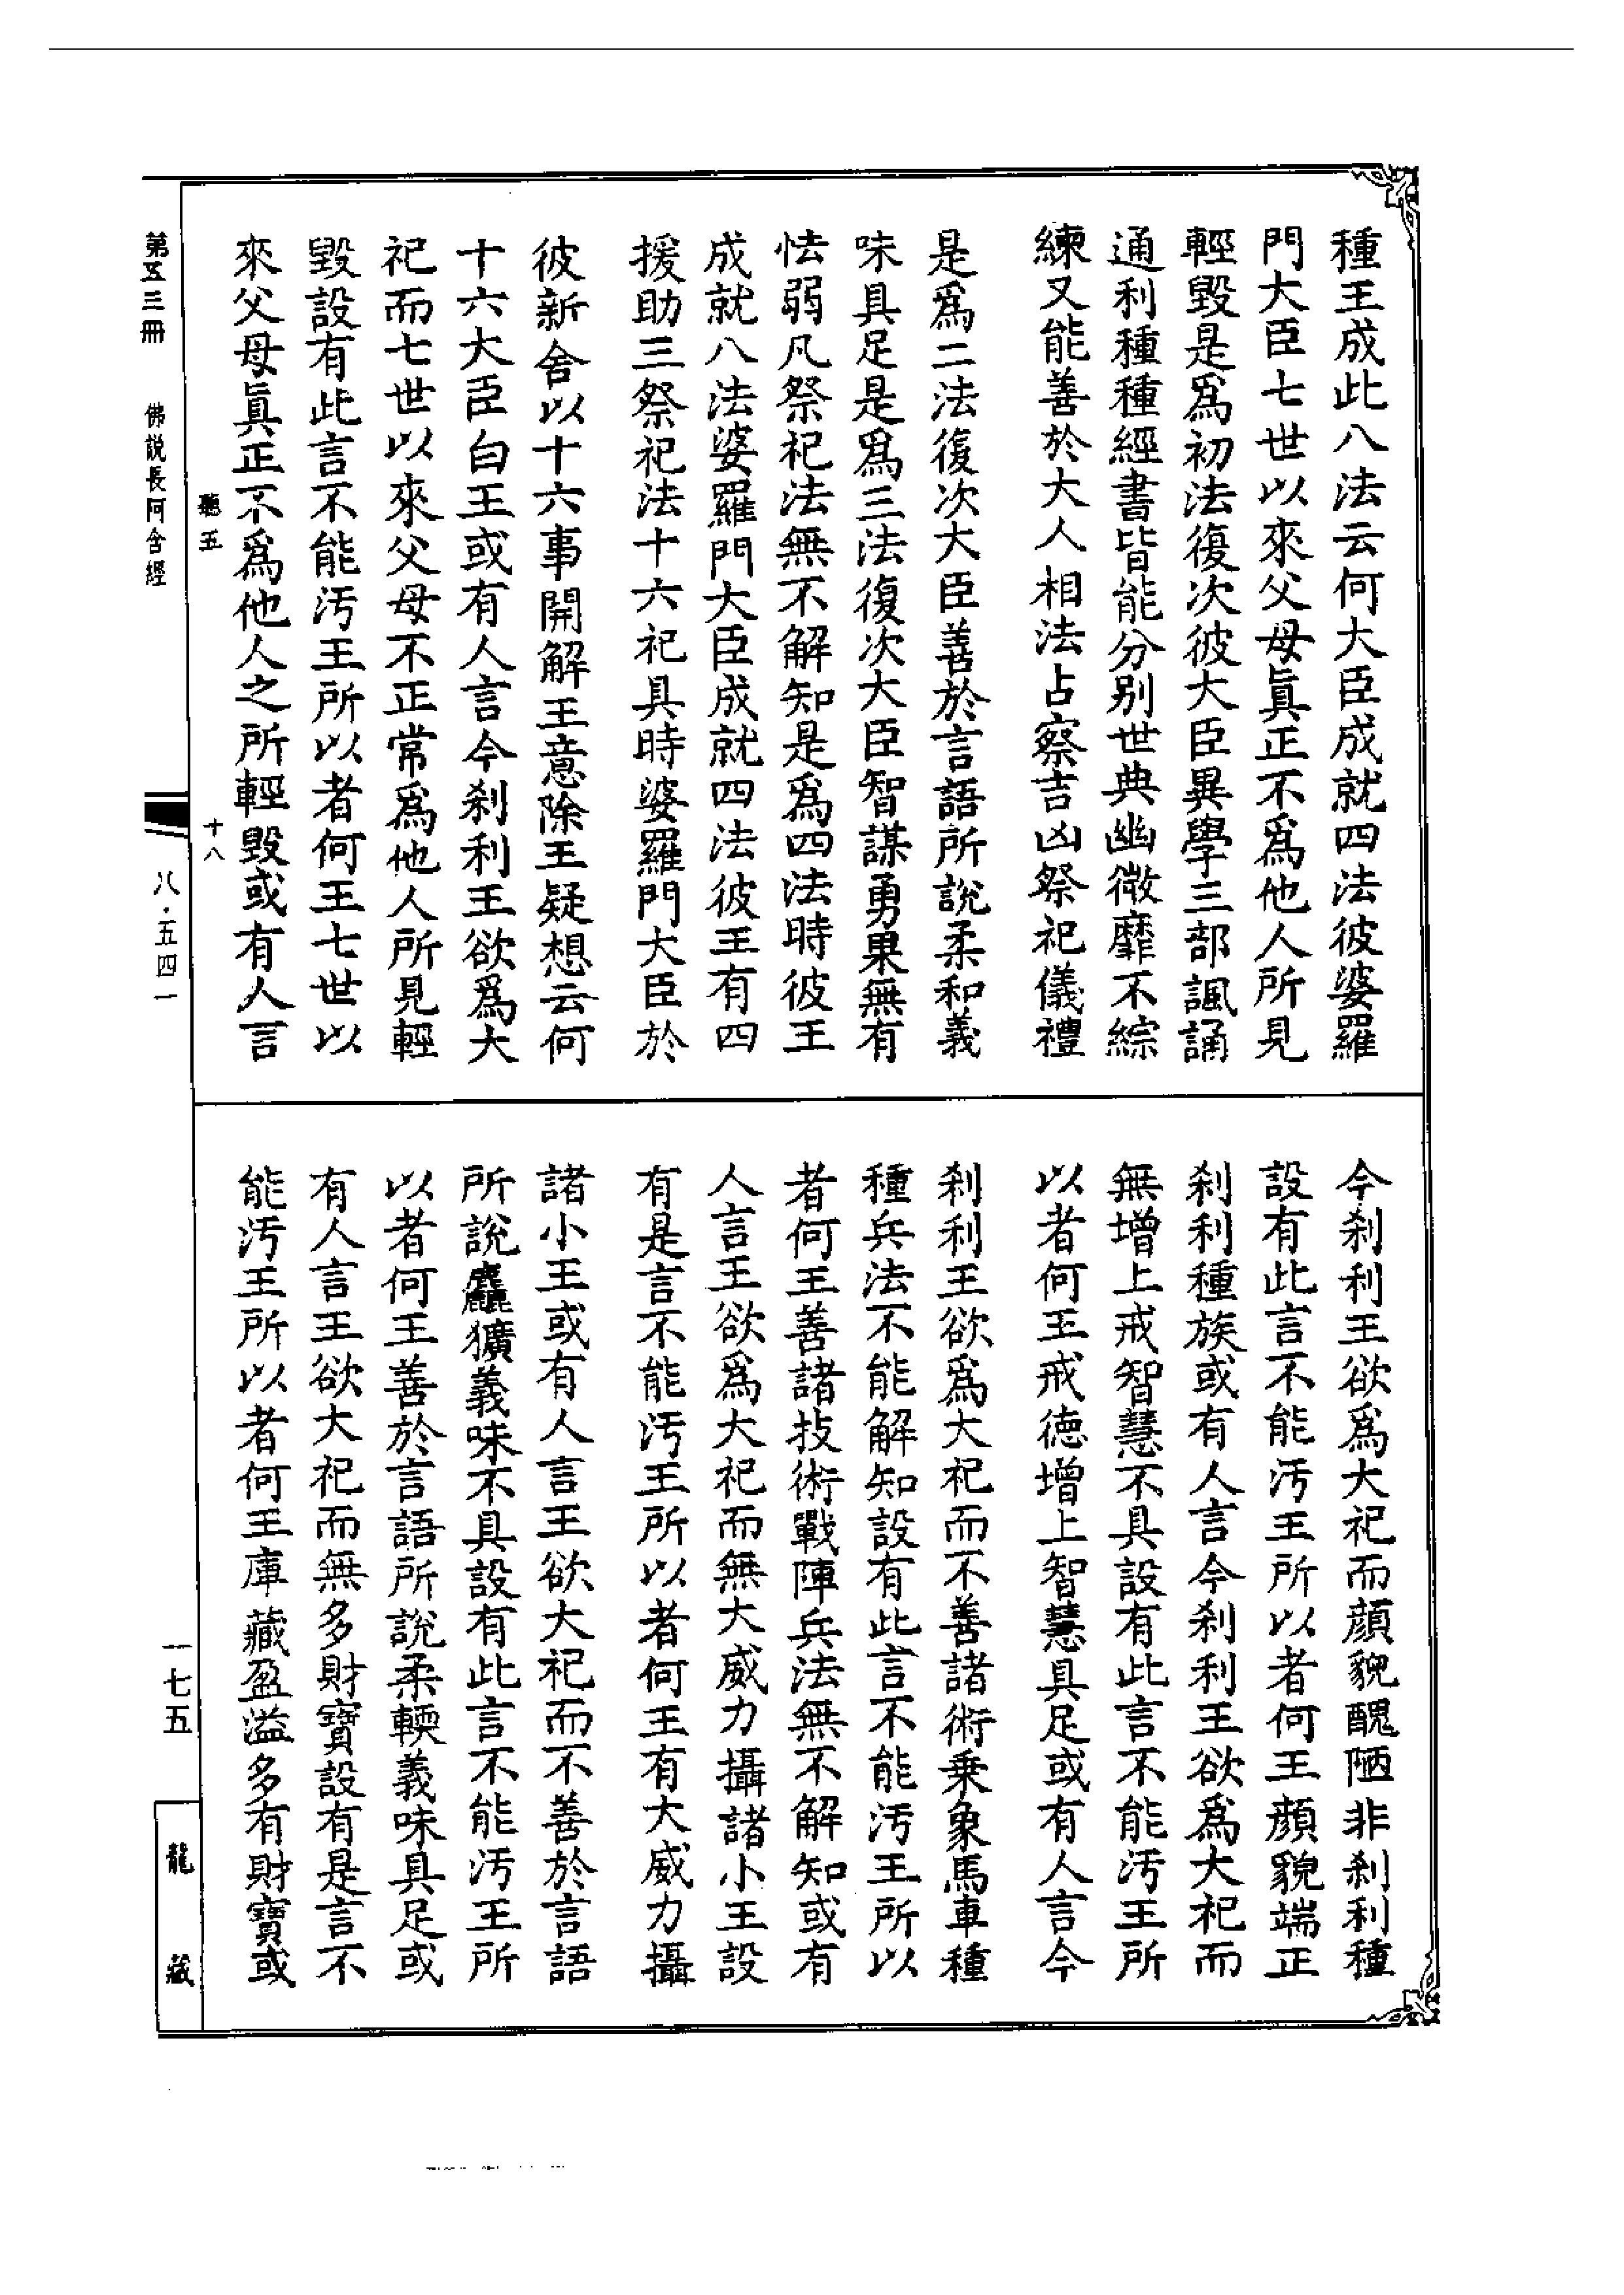 種王成此八法云何大臣成就四法彼婆羅
門大臣七世以來父母眞正不爲他人所見
輕毀是爲初法復次彼大臣異學三部諷誦
通利種種經書皆能分別世典幽微靡不綜
練又能善於大人相法占察吉凶祭祀儀禮
是爲二法復次大臣善於言語所說柔和義
味具足是爲三法復次大臣智謀勇果無有
怯弱凡祭祀法無不解知是爲四法時彼王
成就八法婆羅門大臣成就四法彼王有四
援助三祭祀法十六祀具時婆羅門大臣於
彼新舍以十六事開解王意除王疑想云何
十六大臣白王或有人言今刹利王欲爲大
祀而七世以來父母不正常爲他人所見輕
毀設有此言不能汚王所以者何王七世以
來父母眞正不爲他人之所輕毀或有人言
今刹利王欲爲大祀而顔貌醜陋非刹利種
設有此言不能汚王所以者何王顔貌端正
刹利種族或有人言今刹利王欲爲大祀而
無增上戒智慧不具設有此言不能汚王所
以者何王戒德增上智慧具足或有人言今
刹利王欲爲大祀而不善諸術乗象馬車種
種兵法不能解知設有此言不能汚王所以
者何王善諸技術戰陣兵法無不解知或有
人言王欲爲大祀而無大威力攝諸小王設
有是言不能汚王所以者何王有大威力攝
諸小王或有人言王欲大祀而不善於言語
所說麤獷義味不具設有此言不能汚王所
以者何王善於言語所說柔輭義味具足或
有人言王欲大祀而無多財寶設有是言不
能汚王所以者何王庫藏盈溢多有財寶或
聽五
十八
第五三冊
佛説長阿含經
八·五四一
一七五
龍藏